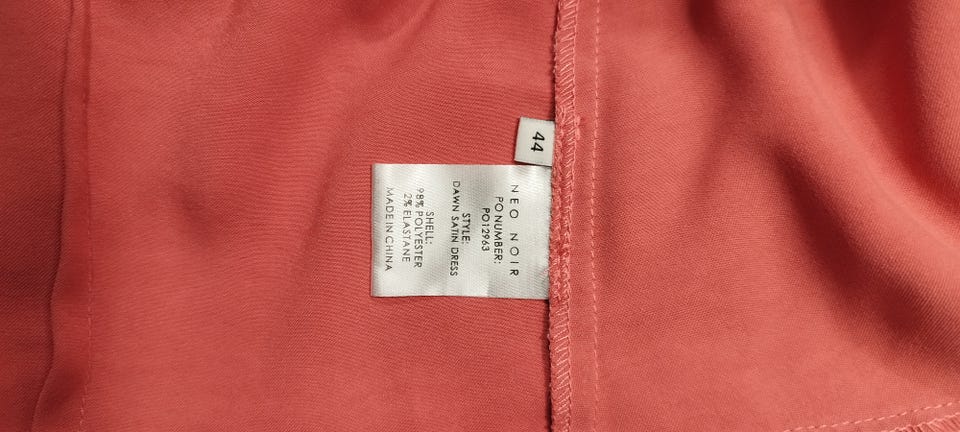 44
NEO NOIR
PO NUMBER:
PO12963
STYLE:
DAWN SATIN DRESS
SHELL:
98% POLYESTER
2% ELASTANE
MADE IN CHINA